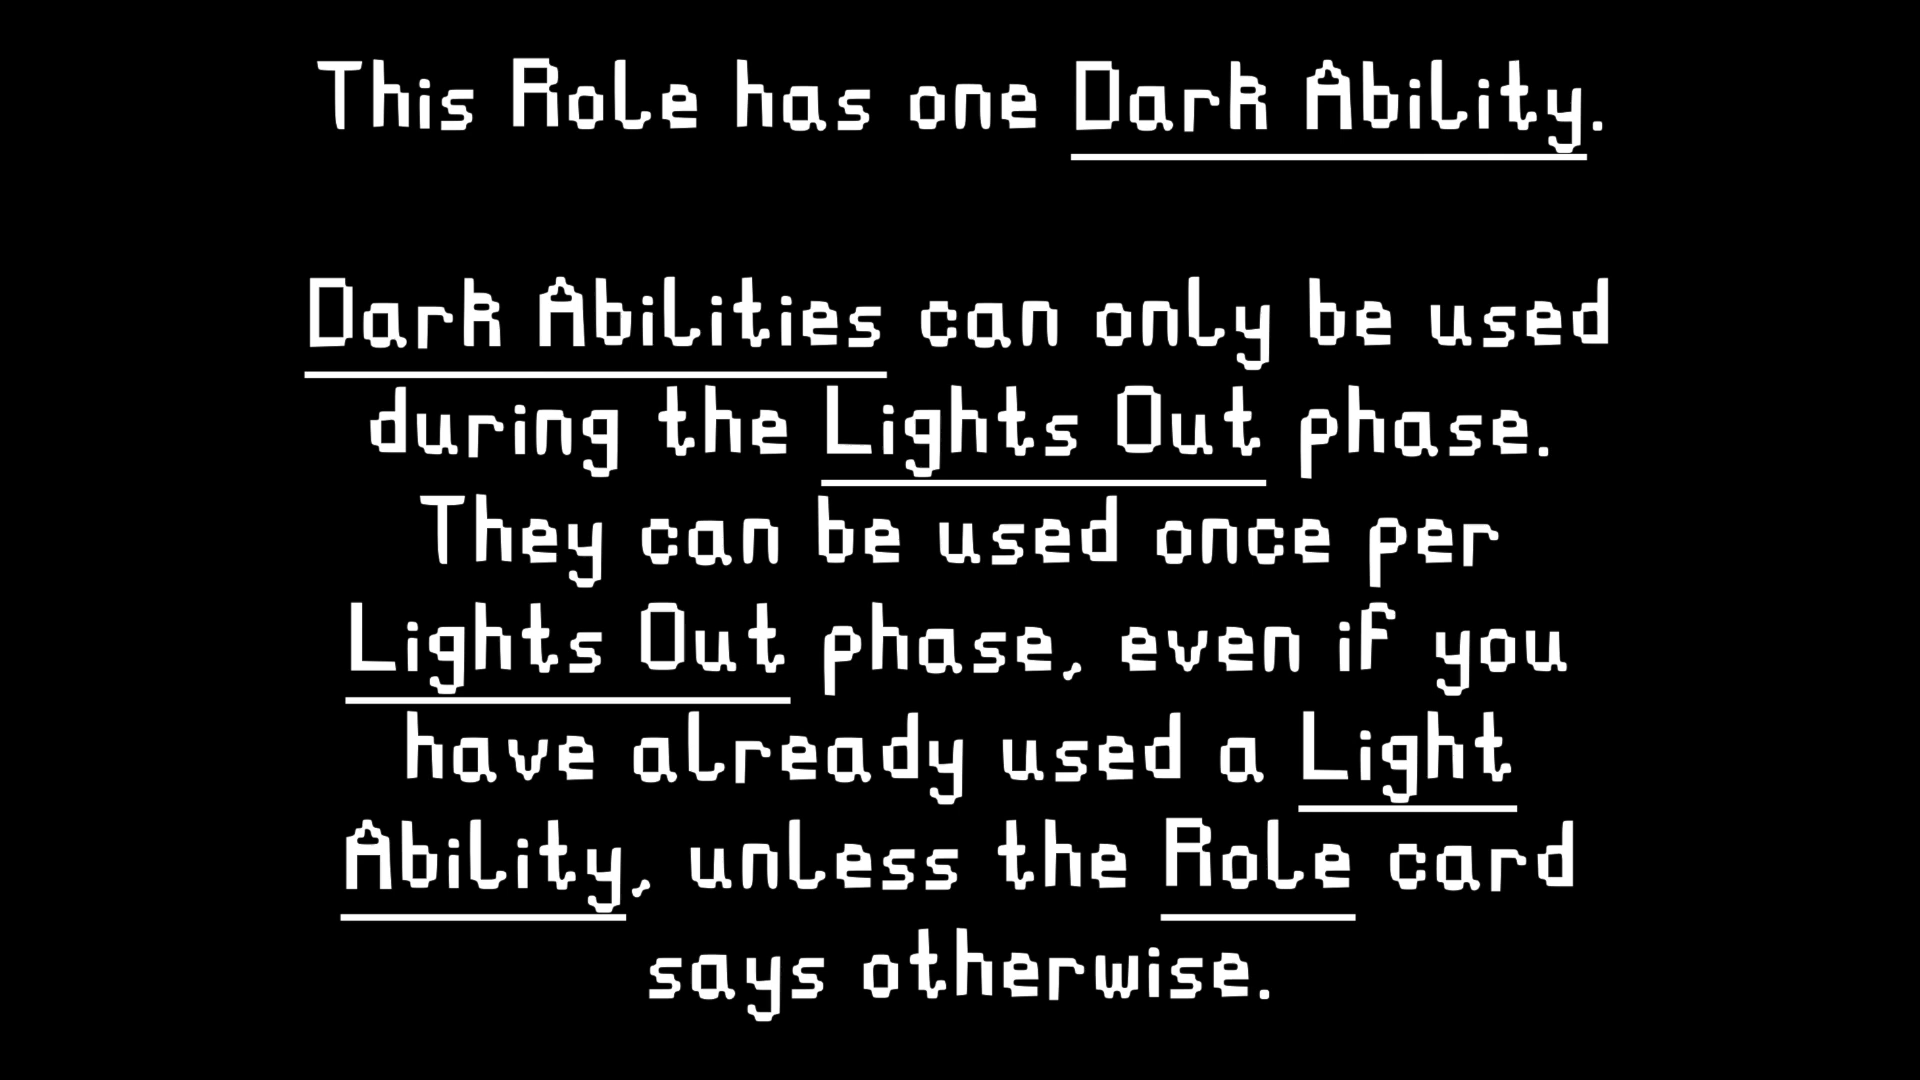 This Role has one Dark Ability.
Dark Abilities can only be used
during the Lights Out phase.
They can be used once per
Lights Out phase, even if you
have already used a Light
Ability, unless the Role card
says otherwise.